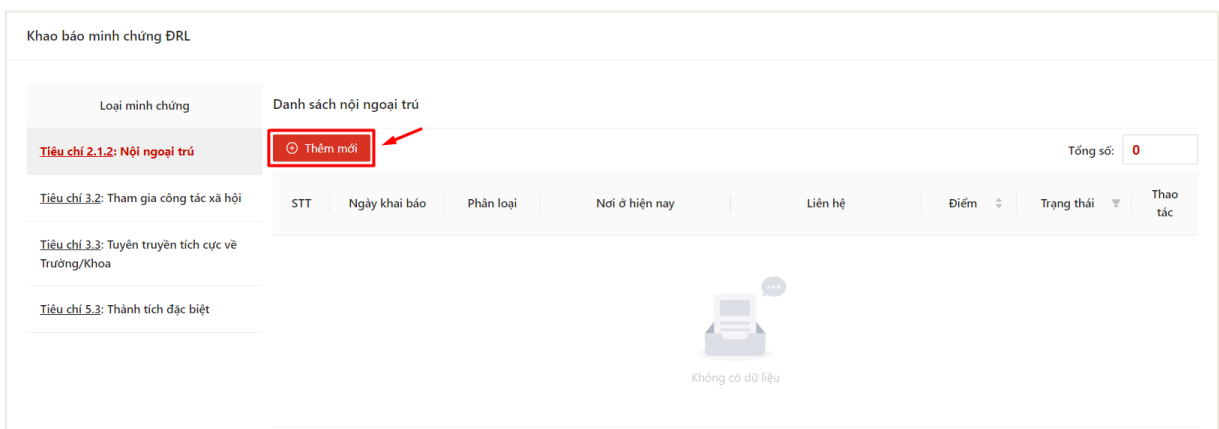 Khao báo minh chứng ĐRL
Loại minh chứng
Tiêu chí 2.1.2: Nội ngoại trú
Tiêu chí 3.2: Tham gia công tác xã hội
Tiêu chí 3.3: Tuyên truyền tích cực về
Trường/Khoa
Tiêu chí 5.3: Thành tích đặc biệt
Danh sách nội ngoại trú
Thêm mới
Tổng số: 0
STT Ngày khai báo Phân loại Nơi ở hiện nay Liên hệ Điểm Trạng thái Thao
tác
Không có dữ liệu